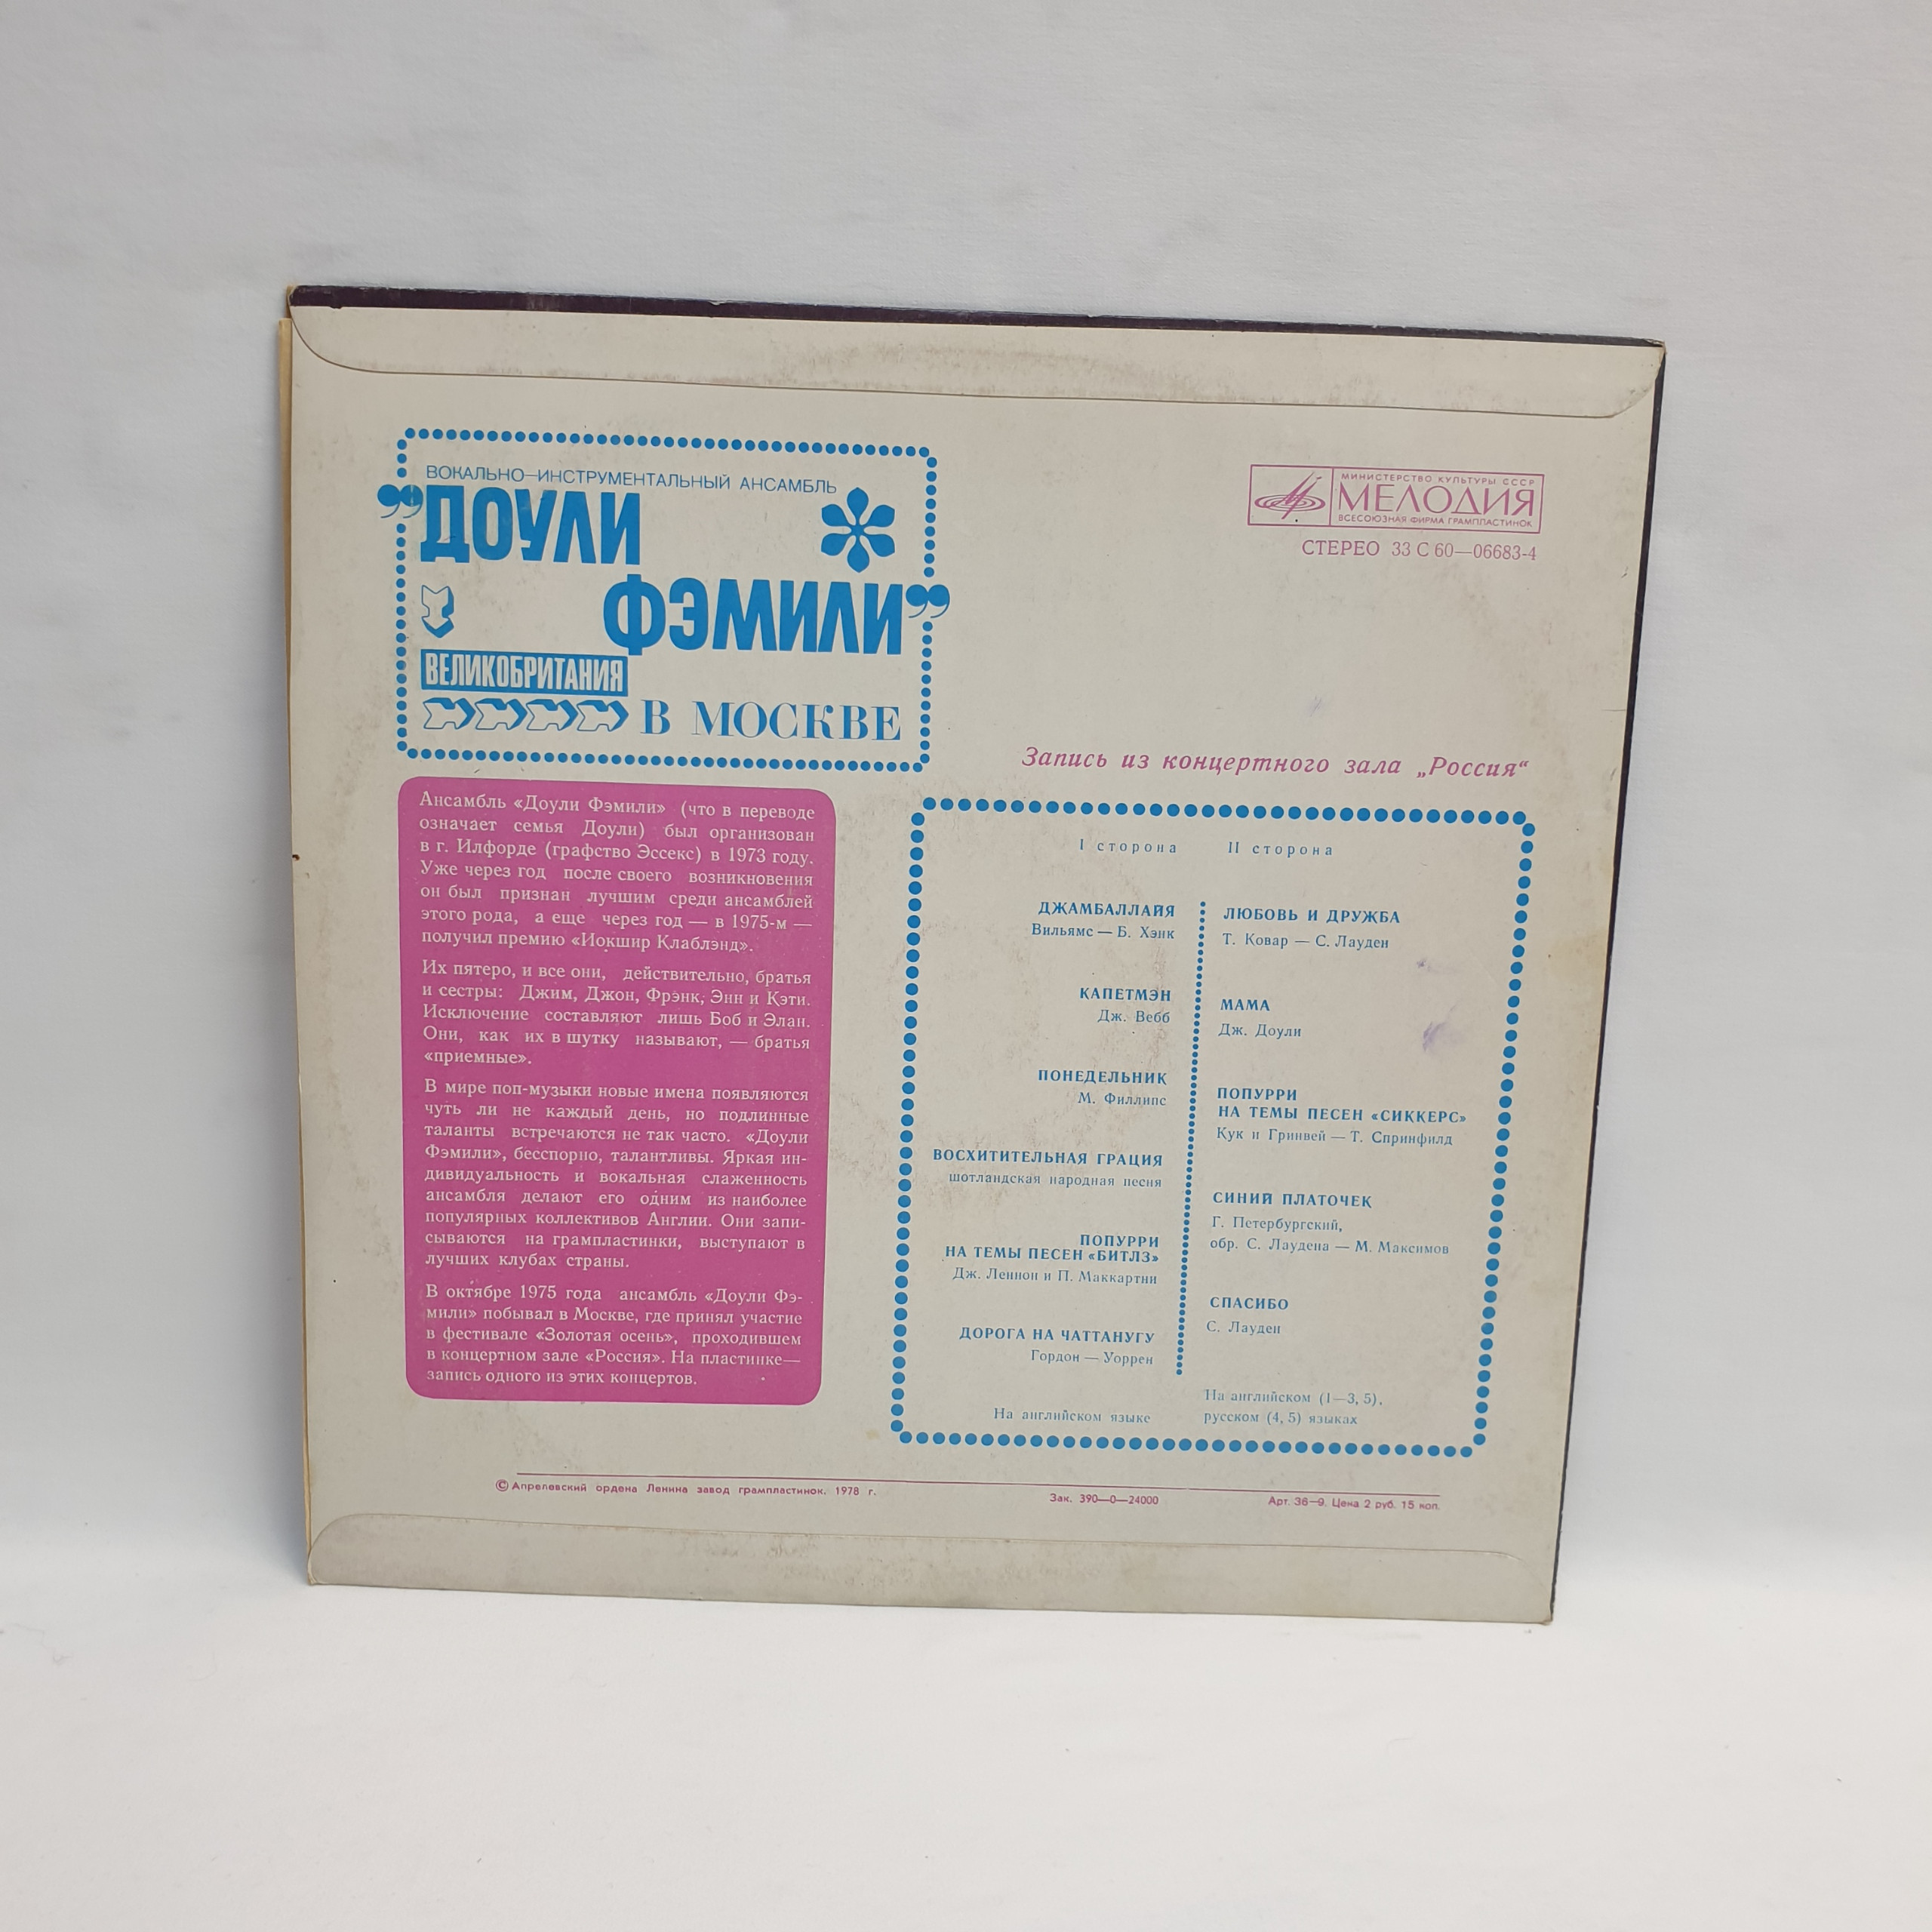 ВОКАЛЬНО—ИНСТРУМЕНТАЛЬНЫЙ АНСАМБЛЬ
”ДОУЛИ
ФЭМИЛИ”
ВЕЛИКОБРИТАНИЯ
В МОСКВЕ
МИНИСТЕРСТВО КУЛЬТУРЫ СССР
МЕЛОДИЯ
ВСЕСОЮЗНАЯ ФИРМА ГРАМПЛАСТИНОК
СТЕРЕО 33 С 60—06683-4
Запись из концертного зала „Россия“
Ансамбль «Доули Фэмили» (что в переводе
означает семья Доули) был организован
в г. Илфорде (графство Эссекс) в 1973 году.
Уже через год после своего возникновения
он был признан лучшим среди ансамблей
этого рода, а еще через год — в 1975-м —
получил премию «Иокшир Клаблэнд».
Их пятеро, и все они, действительно, братья
и сестры: Джим, Джон, Фрэнк, Энн и Кэти.
Исключение составляют лишь Боб и Элан.
Они, как их в шутку называют, — братья
«приемные».
В мире поп-музыки новые имена появляются
чуть ли не каждый день, но подлинные
таланты встречаются не так часто. «Доули
Фэмили», бесспорно, талантливы. Яркая ин-
дивидуальность и вокальная слаженность
ансамбля делают его одним из наиболее
популярных коллективов Англии. Они запи-
сываются на грампластинки, выступают в
лучших клубах страны.
В октябре 1975 года ансамбль «Доули Фэ-
мили» побывал в Москве, где принял участие
в фестивале «Золотая осень», проходившем
в концертном зале «Россия». На пластинке—
запись одного из этих концертов.
I сторона
ДЖАМБАЛЛАЙЯ
Вильямс — Б. Хэнк
КАПЕТМЭН
Дж. Вебб
ПОНЕДЕЛЬНИК
М. Филлипс
ВОСХИТИТЕЛЬНАЯ ГРАЦИЯ
шотландская народная песня
ПОПУРРИ
НА ТЕМЫ ПЕСЕН «БИТЛЗ»
Дж. Леннон и П. Маккартни
ДОРОГА НА ЧАТТАНУГУ
Гордон — Уоррен
На английском языке
II сторона
ЛЮБОВЬ И ДРУЖБА
Т. Ковар — С. Лауден
МАМА
Дж. Доули
ПОПУРРИ
НА ТЕМЫ ПЕСЕН «СИККЕРС»
Кук и Гринвей — Т. Спринфилд
СИНИЙ ПЛАТОЧЕК
Г. Петербургский,
обр. С. Лаудена — М. Максимов
СПАСИБО
С. Лауден
На английском (1—3, 5),
русском (4, 5) языках
© Апрелевский ордена Ленина завод грампластинок. 1978 г.
Зак. 390—0—24000
Арт. 36—9. Цена 2 руб. 15 коп.